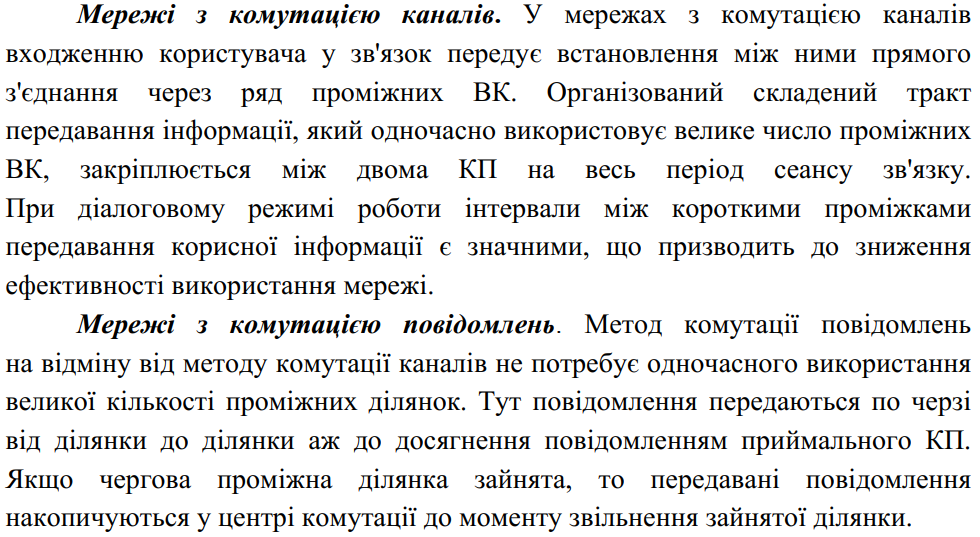 Мережі з комутацією каналів. У мережах з комутацією каналів
входженню користувача у зв'язок передує встановлення між ними прямого
з'єднання через ряд проміжних ВК. Організований складений тракт
передавання інформації, який одночасно використовує велике число проміжних
ВК, закріплюється між двома КП на весь період сеансу зв'язку.
При діалоговому режимі роботи інтервали між короткими проміжками
передавання корисної інформації є значними, що призводить до зниження
ефективності використання мережі.
Мережі з комутацією повідомлень. Метод комутації повідомлень
на відміну від методу комутації каналів не потребує одночасного використання
великої кількості проміжних ділянок. Тут повідомлення передаються по черзі
від ділянки до ділянки аж до досягнення повідомленням приймального КП.
Якщо чергова проміжна ділянка зайнята, то передавані повідомлення
накопичуються у центрі комутації до моменту звільнення зайнятої ділянки.